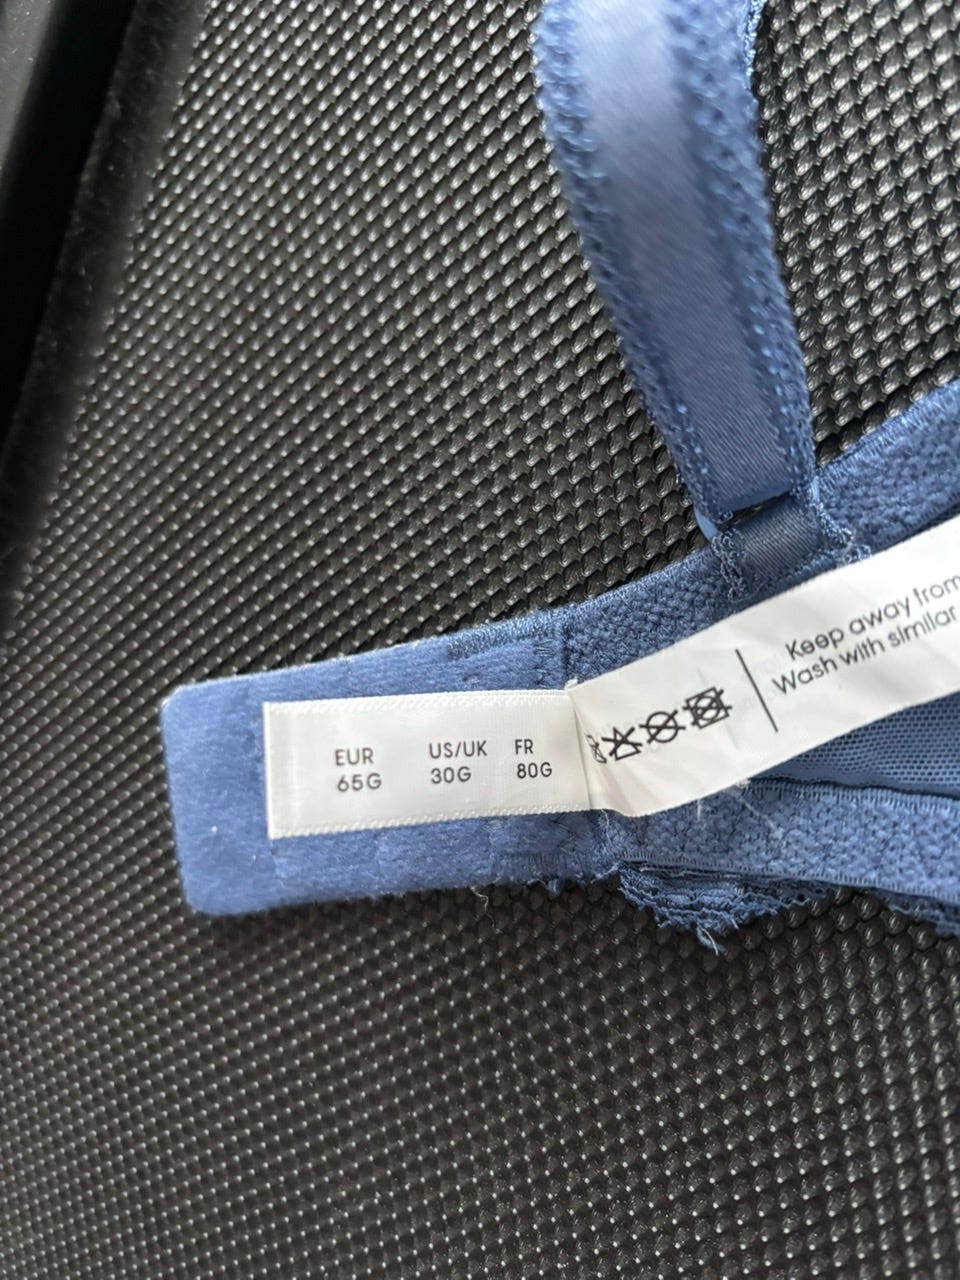 EUR US/UK FR
65G 30G 80G
Keep away from
Wash with similar